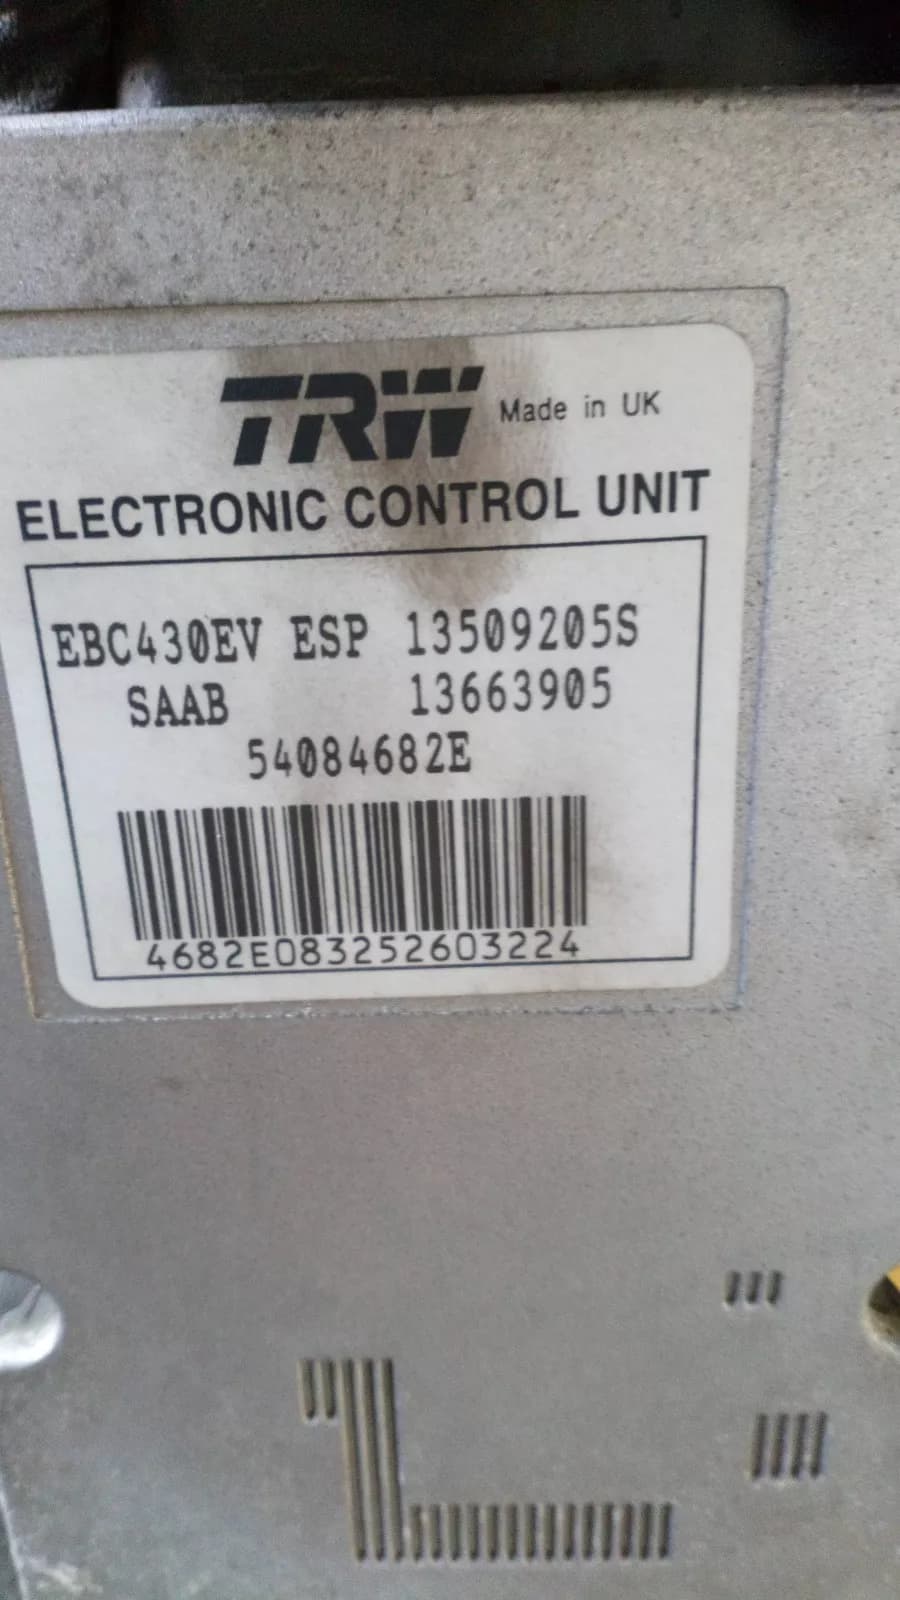 TRW Made in UK
ELECTRONIC CONTROL UNIT
EBC430EV ESP 13509205S
SAAB 13663905
54084682E
4682E083252603224